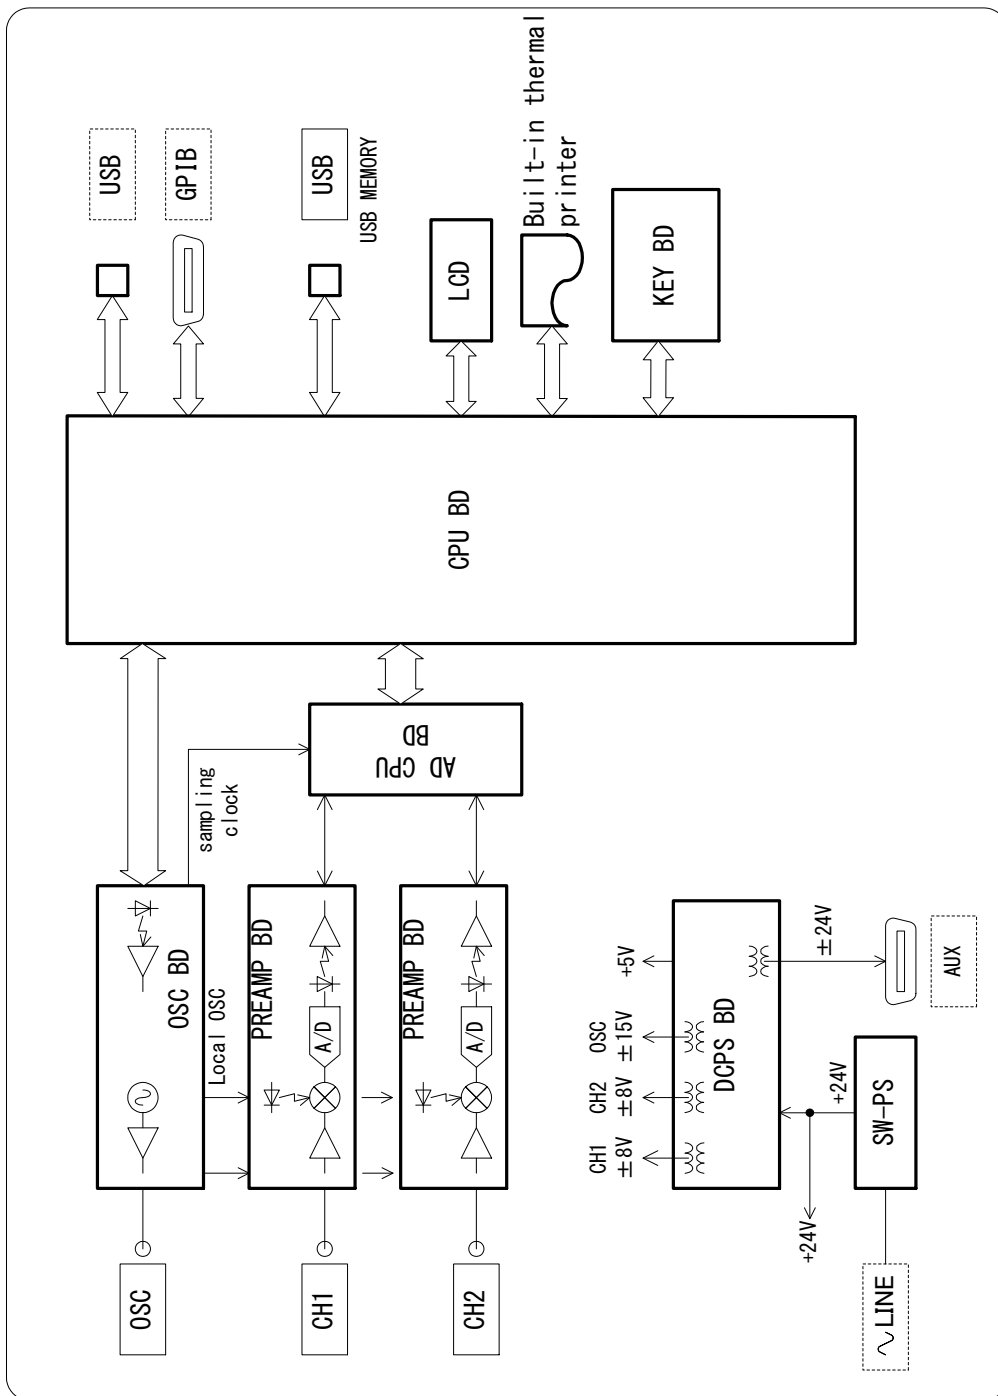 OSC
CH1
CH2
OSC BD
Local OSC
PREAMP BD
A/D
PREAMP BD
A/D
sampling
clock
AD CPU
BD
CPU BD
USB
GPIB
USB
USB MEMORY
LCD
Built-in thermal
printer
KEY BD
CH1
±8V
CH2
±8V
OSC
±15V
+5V
DCPS BD
±24V
AUX
+24V
+24V
SW-PS
LINE